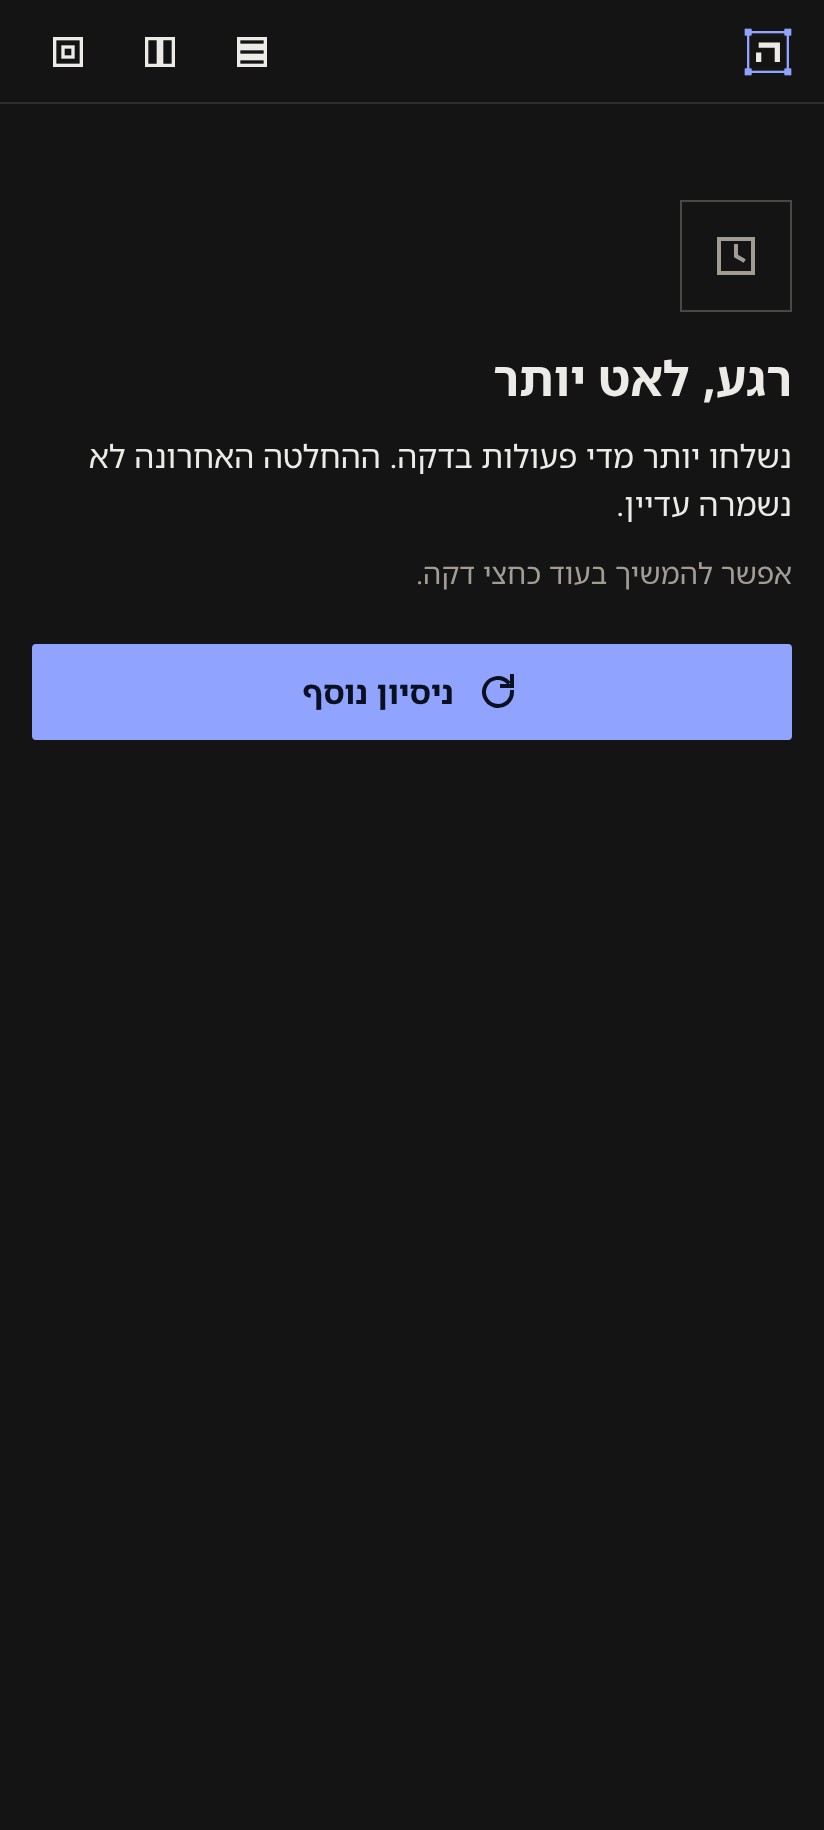 ה
רגע, לאט יותר
נשלחו יותר מדי פעולות בדקה. ההחלטה האחרונה לא
נשמרה עדיין.
אפשר להמשיך בעוד כחצי דקה.
ניסיון נוסף